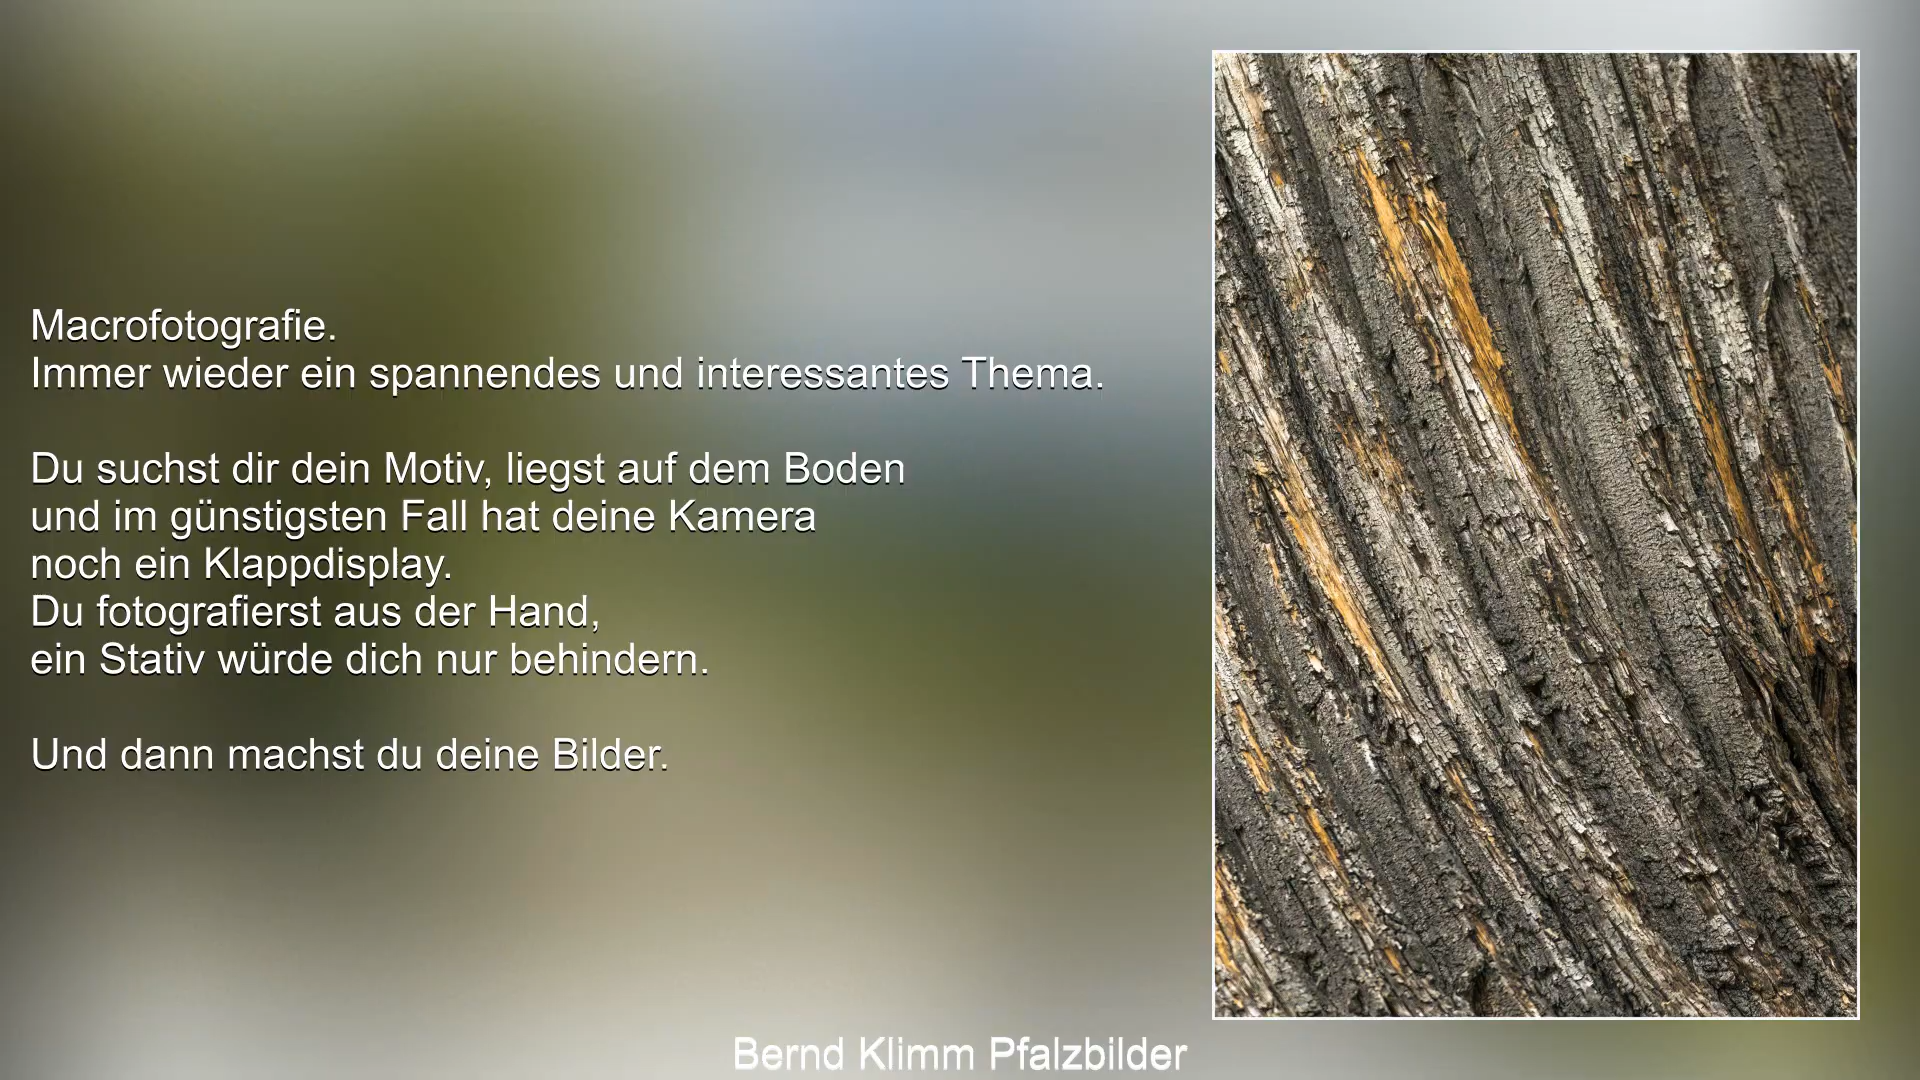 Macrofotografie.
Immer wieder ein spannendes und interessantes Thema.
Du suchst dir dein Motiv, liegst auf dem Boden
und im günstigsten Fall hat deine Kamera
noch ein Klappdisplay.
Du fotografierst aus der Hand,
ein Stativ würde dich nur behindern.
Und dann machst du deine Bilder.
Bernd Klimm Pfalzbilder